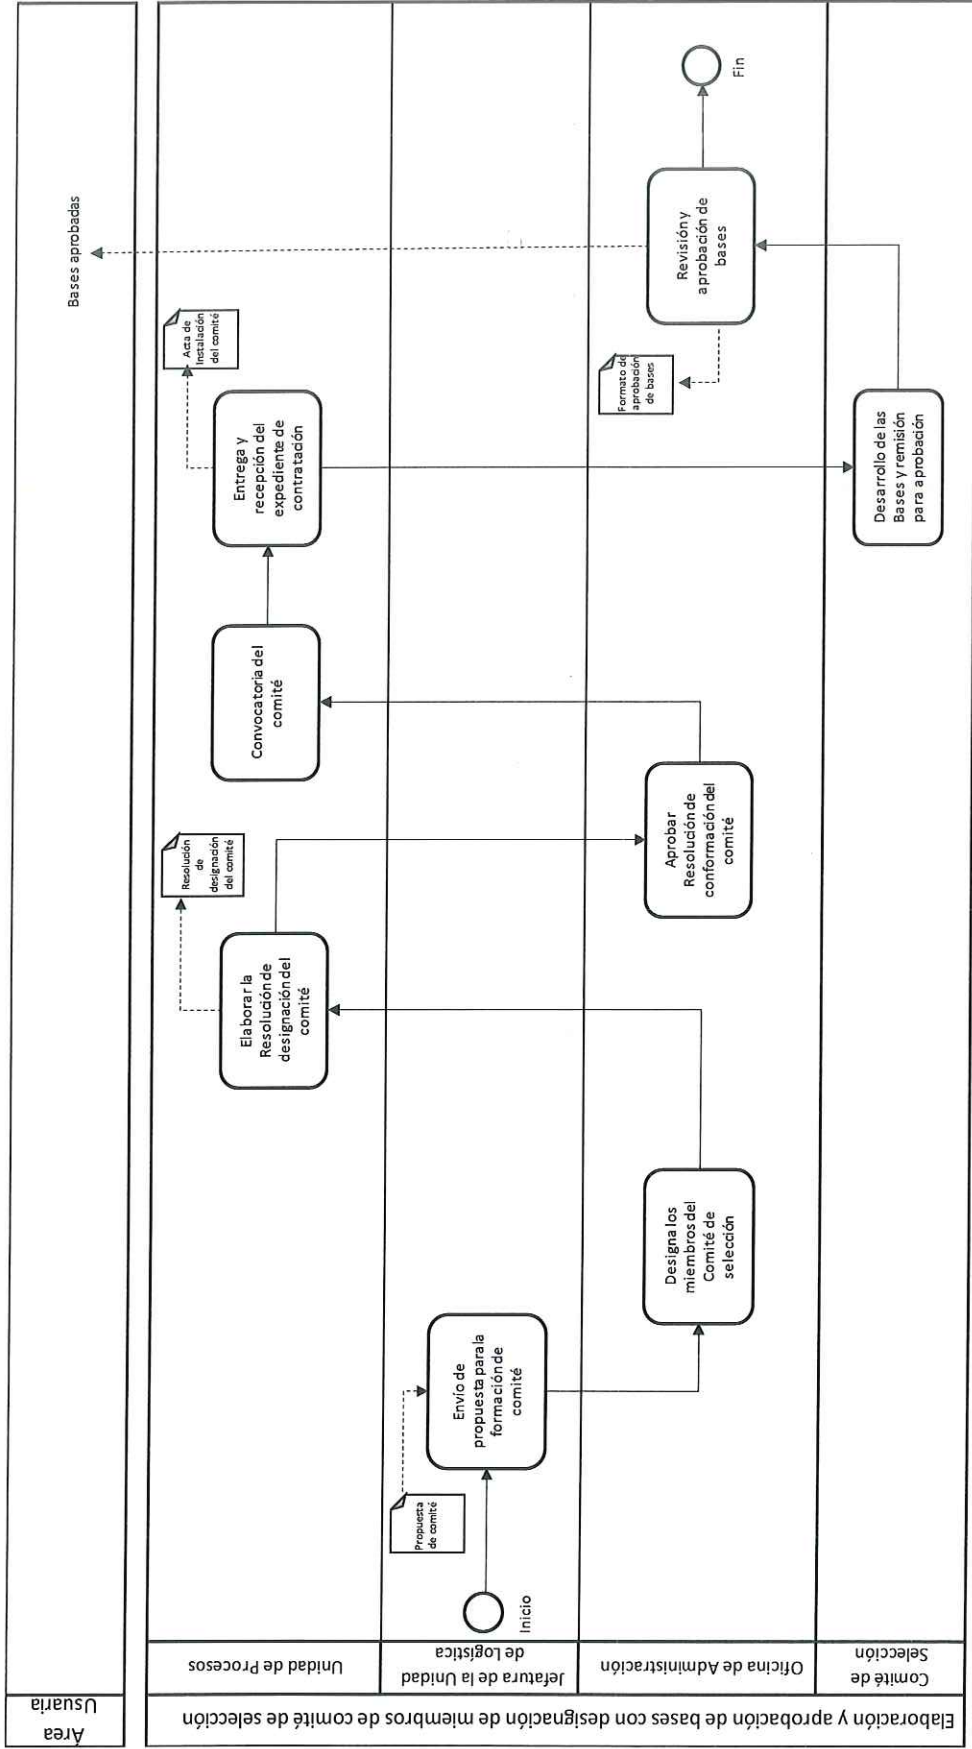 Área
Usuaria
Bases aprobadas
Elaboración y aprobación de bases con designación de miembros de comité de selección
Unidad de Procesos
Elaborar la
Resolución de
designación del
comité
Resolución
de
designación
del comité
Convocatoria del
comité
Entrega y
recepción del
expediente de
contratación
Acta de
Instalación
del comité
Jefatura de la Unidad
de Logística
Inicio
Propuesta
de comité
Envío de
propuesta para la
formación de
comité
Oficina de Administración
Designa los
miembros del
Comité de
selección
Aprobar
Resolución de
conformación del
comité
Formato de
aprobación
de bases
Revisión y
aprobación de
bases
Fin
Comité de
Selección
Desarrollo de las
Bases y remisión
para aprobación